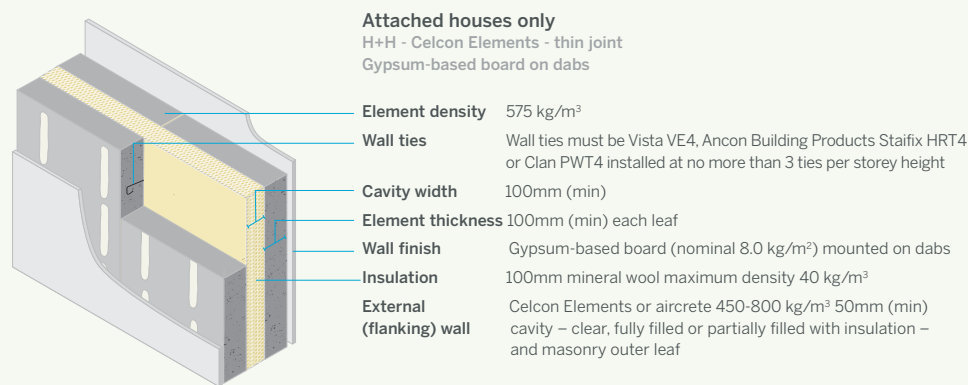 Attached houses only
H+H - Celcon Elements - thin joint
Gypsum-based board on dabs
Element density 575 kg/m³
Wall ties Wall ties must be Vista VE4, Ancon Building Products Staifix HRT4
or Clan PWT4 installed at no more than 3 ties per storey height
Cavity width 100mm (min)
Element thickness 100mm (min) each leaf
Wall finish Gypsum-based board (nominal 8.0 kg/m²) mounted on dabs
Insulation 100mm mineral wool maximum density 40 kg/m³
External Celcon Elements or aircrete 450-800 kg/m³ 50mm (min)
(flanking) wall cavity – clear, fully filled or partially filled with insulation –
and masonry outer leaf